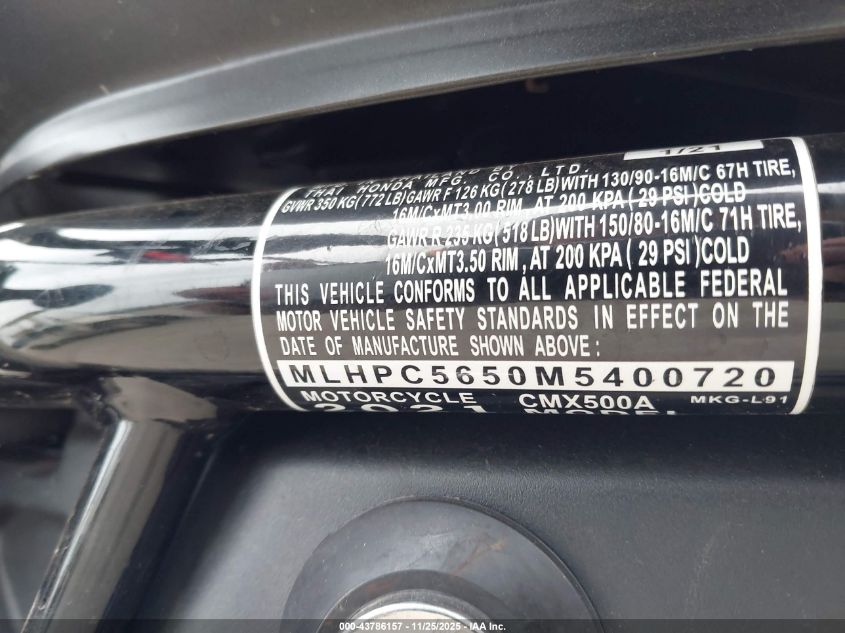 1/21
THAI HONDA MFG. CO., LTD.
GVWR 350 KG( 772 LB)GAWR F 126 KG( 278 LB)WITH 130/90-16M/C 67H TIRE,
16M/CxMT3.00 RIM, AT 200 KPA ( 29 PSI )COLD
GAWR R 235 KG( 518 LB)WITH 150/80-16M/C 71H TIRE,
16M/CxMT3.50 RIM , AT 200 KPA ( 29 PSI )COLD
THIS VEHICLE CONFORMS TO ALL APPLICABLE FEDERAL
MOTOR VEHICLE SAFETY STANDARDS IN EFFECT ON THE
DATE OF MANUFACTURE SHOWN ABOVE :
MLHPC5650M5400720
MOTORCYCLE CMX500A MKG-L91
2021 MODEL
©-- 43786157 - 11/25/2025 - IAA Inc.